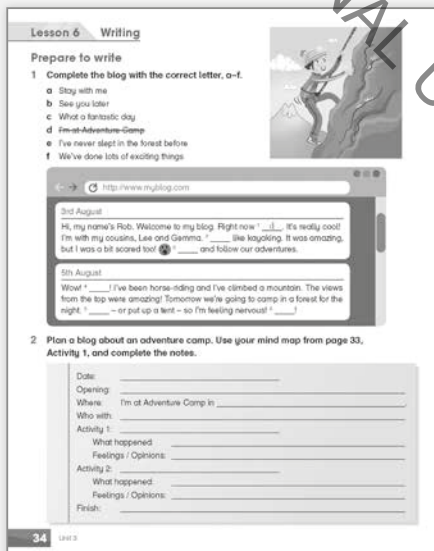 Lesson 6 Writing
Prepare to write
1 Complete the blog with the correct letter, a–f.
a Stay with me
b See you later
c What a fantastic day
d I'm at Adventure Camp
e I've never slept in the forest before
f We've done lots of exciting things
http://www.myblog.com
3rd August
Hi, my name's Rob. Welcome to my blog. Right now 1 d . It's really cool!
I'm with my cousins, Lee and Gemma. 2 ____ like kayaking. It was amazing,
but I was a bit scared too! 3 ____ and follow our adventures.
5th August
Wow! 4 ____! I've been horse-riding and I've climbed a mountain. The views
from the top were amazing! Tomorrow we're going to camp in a forest for the
night. 5 ____ – or put up a tent – so I'm feeling nervous! 6 ____!
2 Plan a blog about an adventure camp. Use your mind map from page 33,
Activity 1, and complete the notes.
Date:
Opening:
Where: I'm at Adventure Camp in
Who with:
Activity 1:
What happened:
Feelings / Opinions:
Activity 2:
What happened:
Feelings / Opinions:
Finish:
34 Unit 3